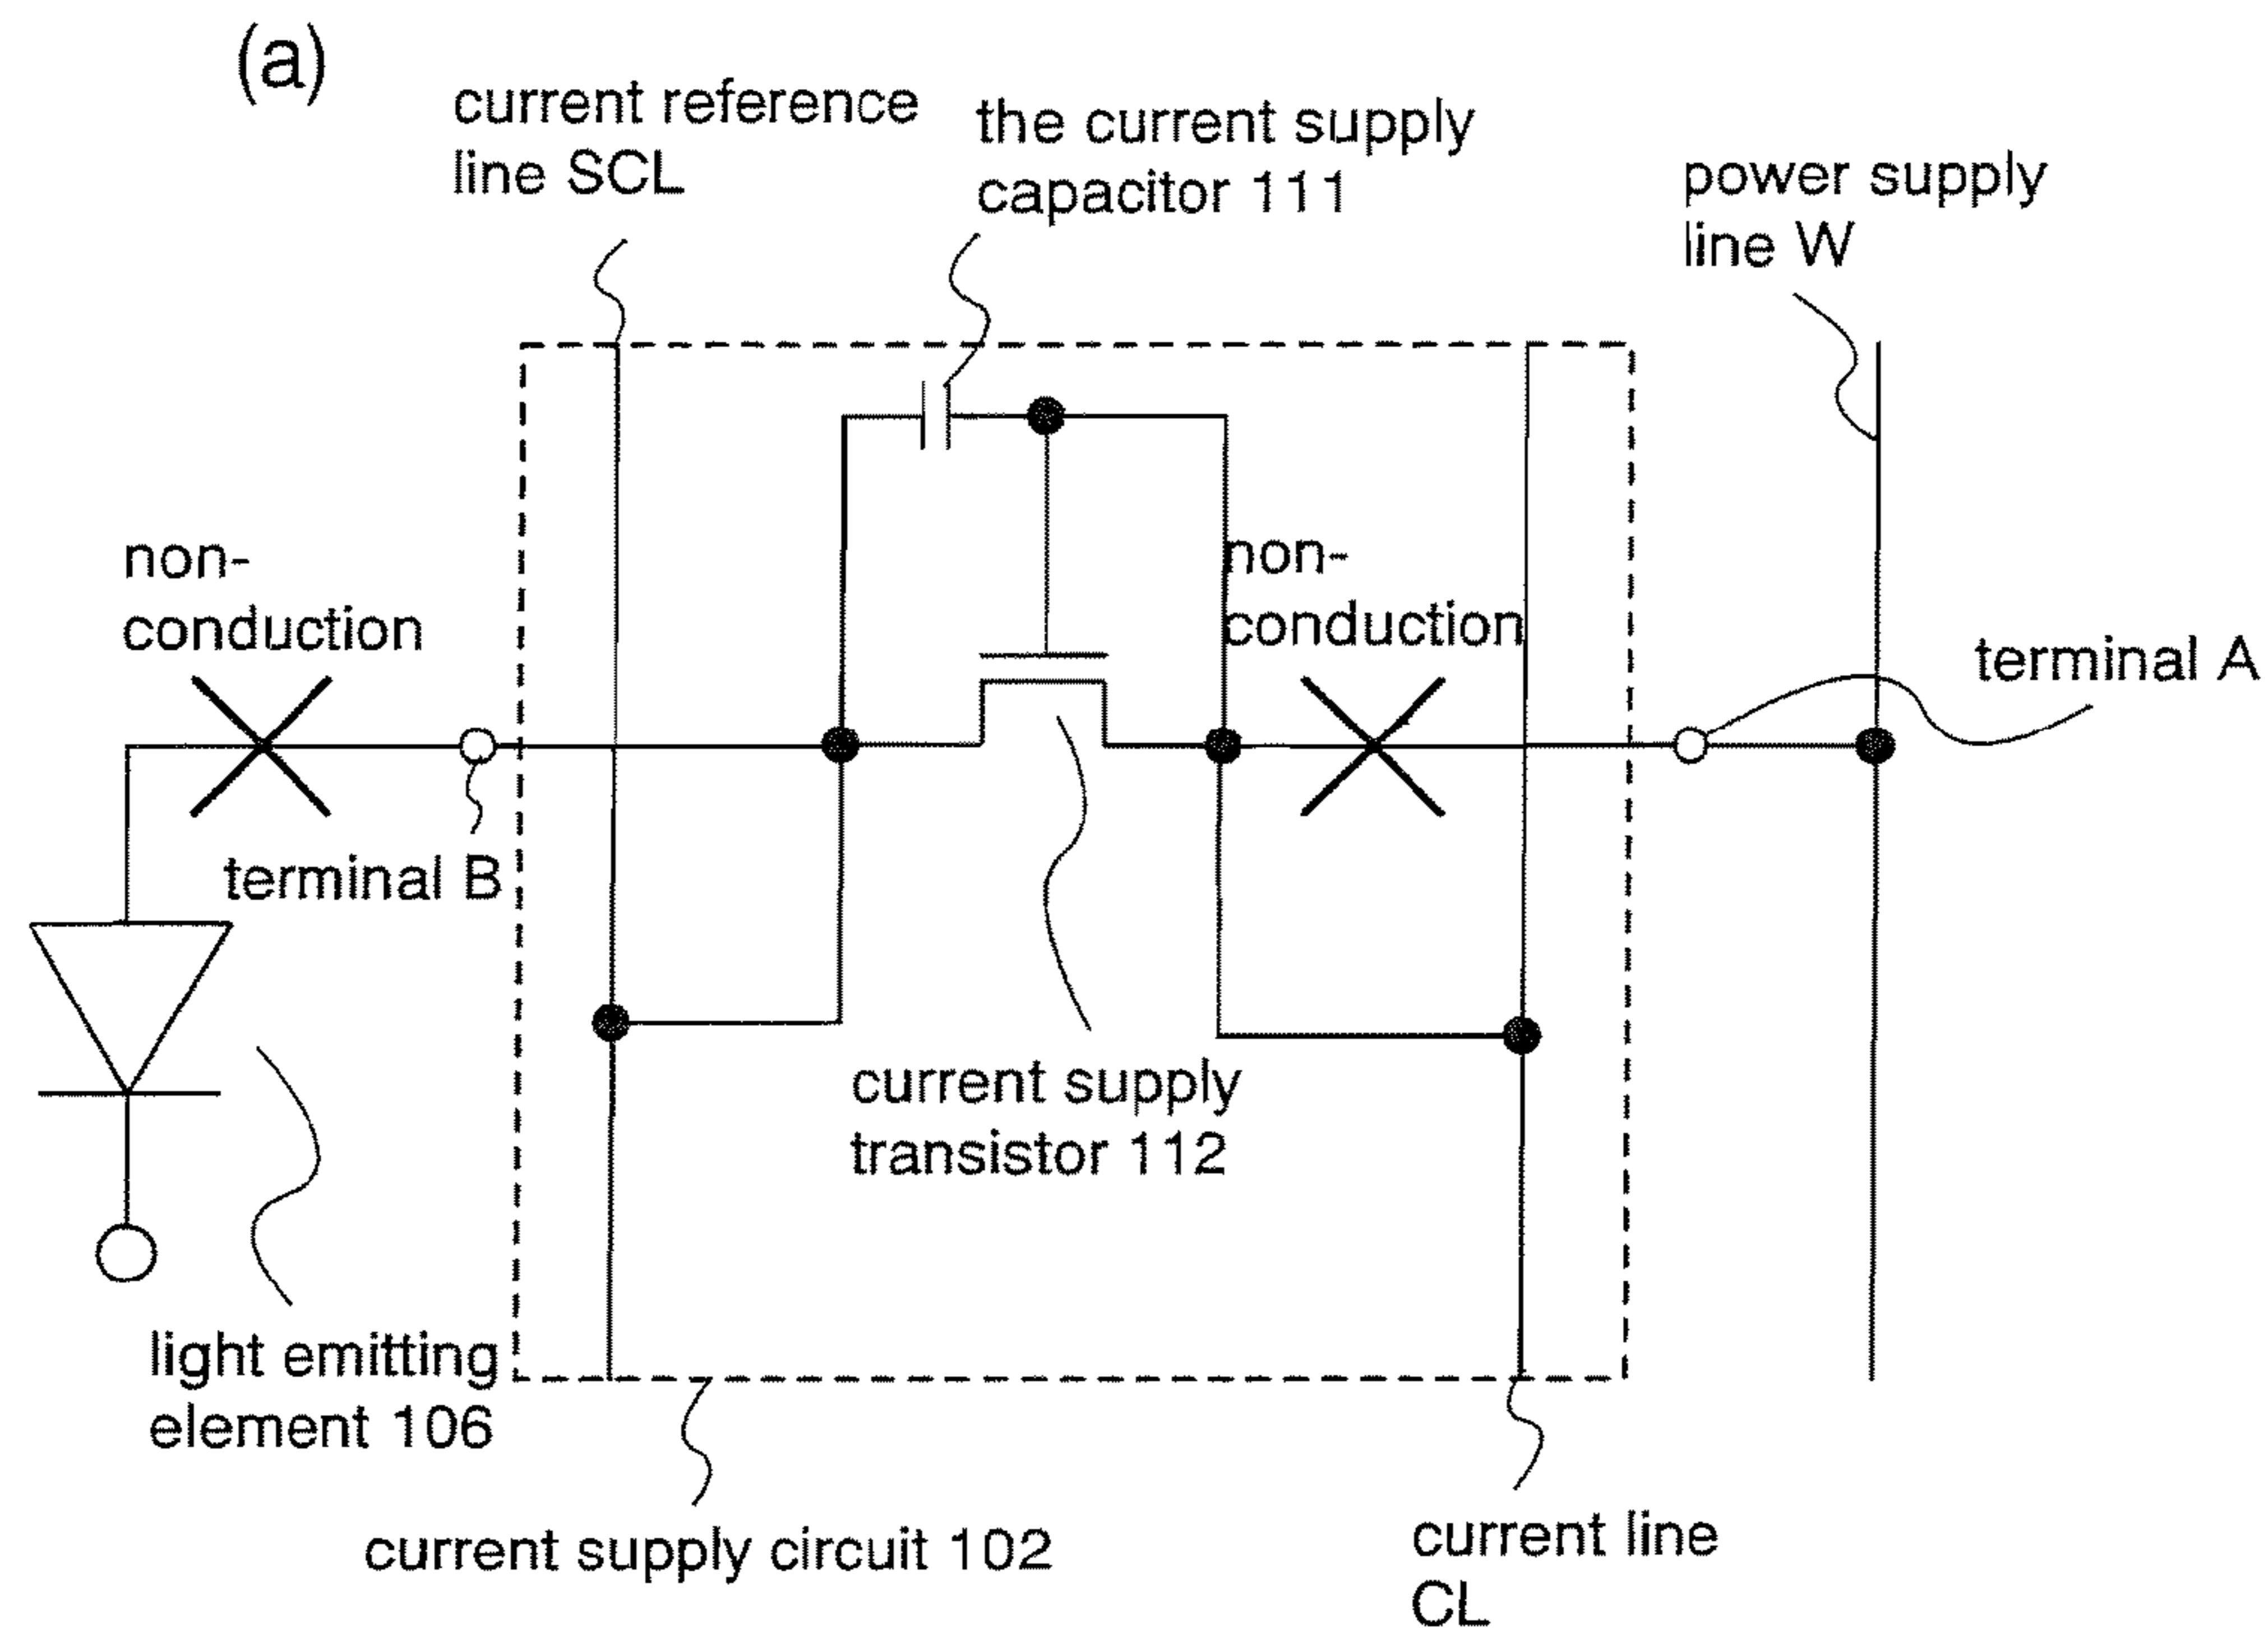 (a)
current reference
line SCL
the current supply
capacitor 111
power supply
line W
non-
conduction
non-
conduction
terminal A
terminal B
current supply
transistor 112
light emitting
element 106
current supply circuit 102
current line
CL